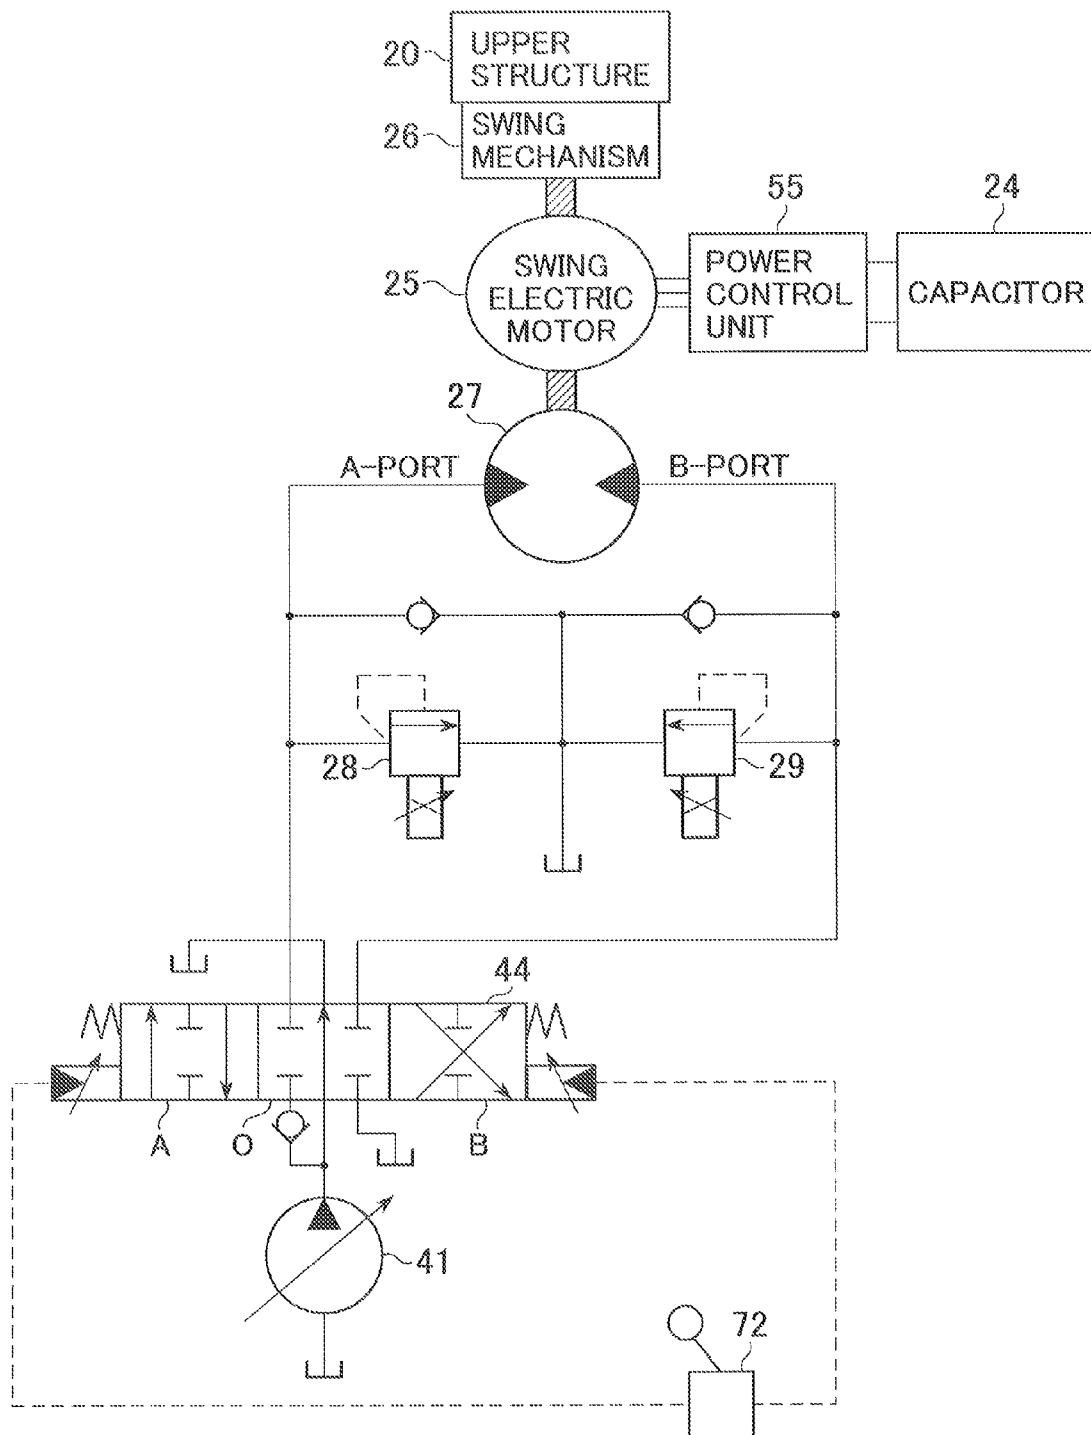 20
UPPER
STRUCTURE
26
SWING
MECHANISM
55
24
25
SWING
ELECTRIC
MOTOR
POWER
CONTROL
UNIT
CAPACITOR
27
A-PORT
B-PORT
28
29
44
A
O
B
41
72